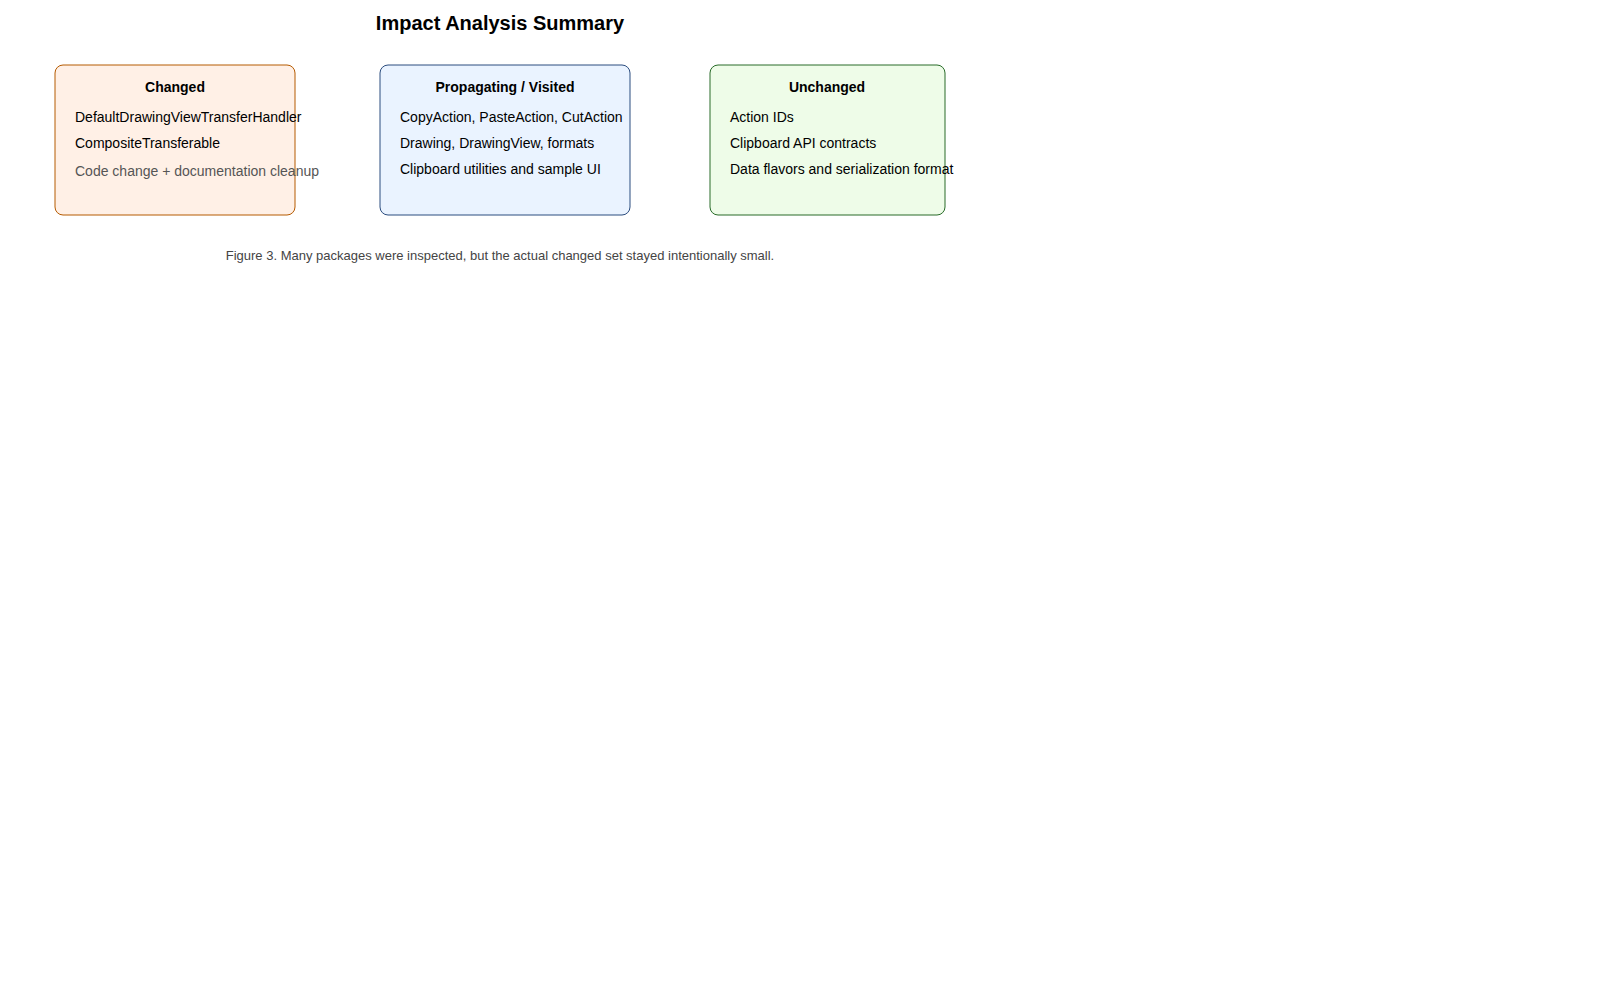 Impact Analysis Summary
Changed
DefaultDrawingViewTransferHandler
CompositeTransferable
Code change + documentation cleanup
Propagating / Visited
CopyAction, PasteAction, CutAction
Drawing, DrawingView, formats
Clipboard utilities and sample UI
Unchanged
Action IDs
Clipboard API contracts
Data flavors and serialization format
Figure 3. Many packages were inspected, but the actual changed set stayed intentionally small.